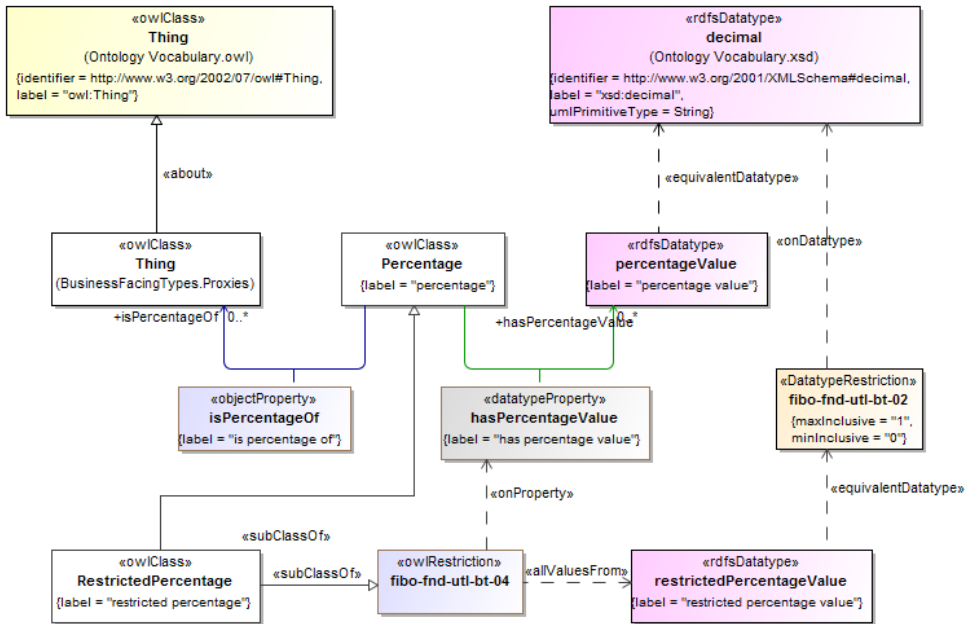 «owlClass»
Thing
(Ontology Vocabulary.owl)
{identifier = http://www.w3.org/2002/07/owl#Thing,
label = "owl:Thing"}
«rdfsDatatype»
decimal
(Ontology Vocabulary.xsd)
{identifier = http://www.w3.org/2001/XMLSchema#decimal,
label = "xsd:decimal",
umlPrimitiveType = String}
«about»
«equivalentDatatype»
«owlClass»
Thing
(BusinessFacingTypes.Proxies)
«owlClass»
Percentage
{label = "percentage"}
«rdfsDatatype»
percentageValue
{label = "percentage value"}
«onDatatype»
+isPercentageOf 0..*
+hasPercentageValue
0..*
«objectProperty»
isPercentageOf
{label = "is percentage of"}
«datatypeProperty»
hasPercentageValue
{label = "has percentage value"}
«DatatypeRestriction»
fibo-fnd-utl-bt-02
{maxInclusive = "1",
minInclusive = "0"}
«onProperty»
«equivalentDatatype»
«subClassOf»
«owlClass»
RestrictedPercentage
{label = "restricted percentage"}
«subClassOf»
«owlRestriction»
fibo-fnd-utl-bt-04
«allValuesFrom»
«rdfsDatatype»
restrictedPercentageValue
{label = "restricted percentage value"}